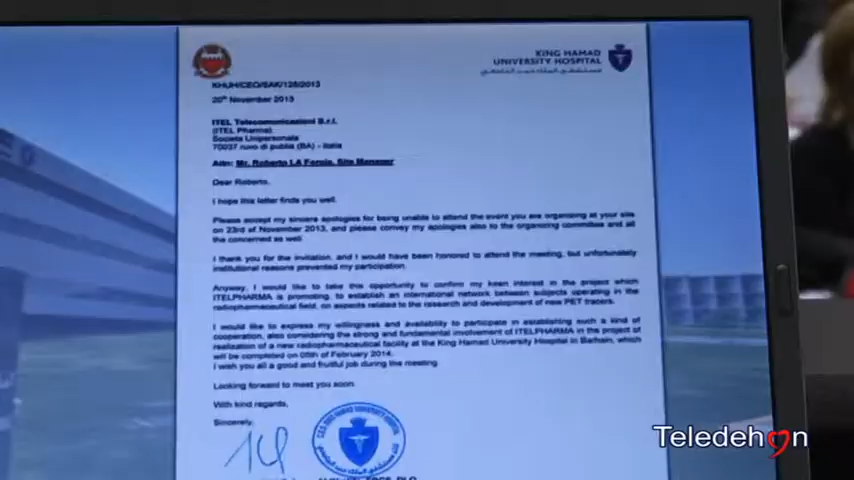 KING HAMAD
UNIVERSITY HOSPITAL
KHUH/CEO/SAK/128/2013
20th November 2013
ITEL Telecomunicazioni S.r.l.
(ITEL Pharma)
Societa Unipersonale
70037 ruvo di puglia (BA) - Italia
Attn: Mr. Roberto LA Forgia, Site Manager
Dear Roberto,
I hope this letter finds you well.
Please accept my sincere apologies for being unable to attend the event you are organizing at your site
on 23rd of November 2013, and please convey my apologies also to the organizing committee and all
the concerned as well.
I thank you for the invitation, and I would have been honored to attend the meeting, but unfortunately
institutional reasons prevented my participation.
Anyway, I would like to take this opportunity to confirm my keen interest in the project which
ITELPHARMA is promoting, to establish an international network between subjects operating in the
radiopharmaceutical field, on aspects related to the research and development of new PET tracers.
I would like to express my willingness and availability to participate in establishing such a kind of
cooperation, also considering the strong and fundamental involvement of ITELPHARMA in the project of
realization of a new radiopharmaceutical facility at the King Hamad University Hospital in Barhain, which
will be completed on 05th of February 2014.
I wish you all a good and fruitful job during the meeting.
Looking forward to meet you soon.
With kind regards,
Sincerely,
Teledehon